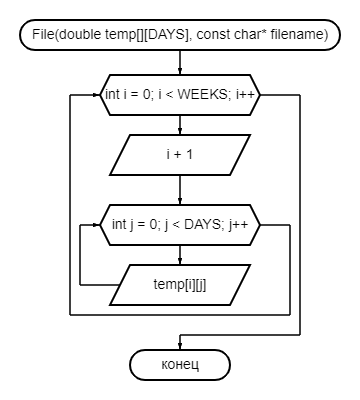 File(double temp[][DAYS], const char* filename)
int i = 0; i < WEEKS; i++
i + 1
int j = 0; j < DAYS; j++
temp[i][j]
конец